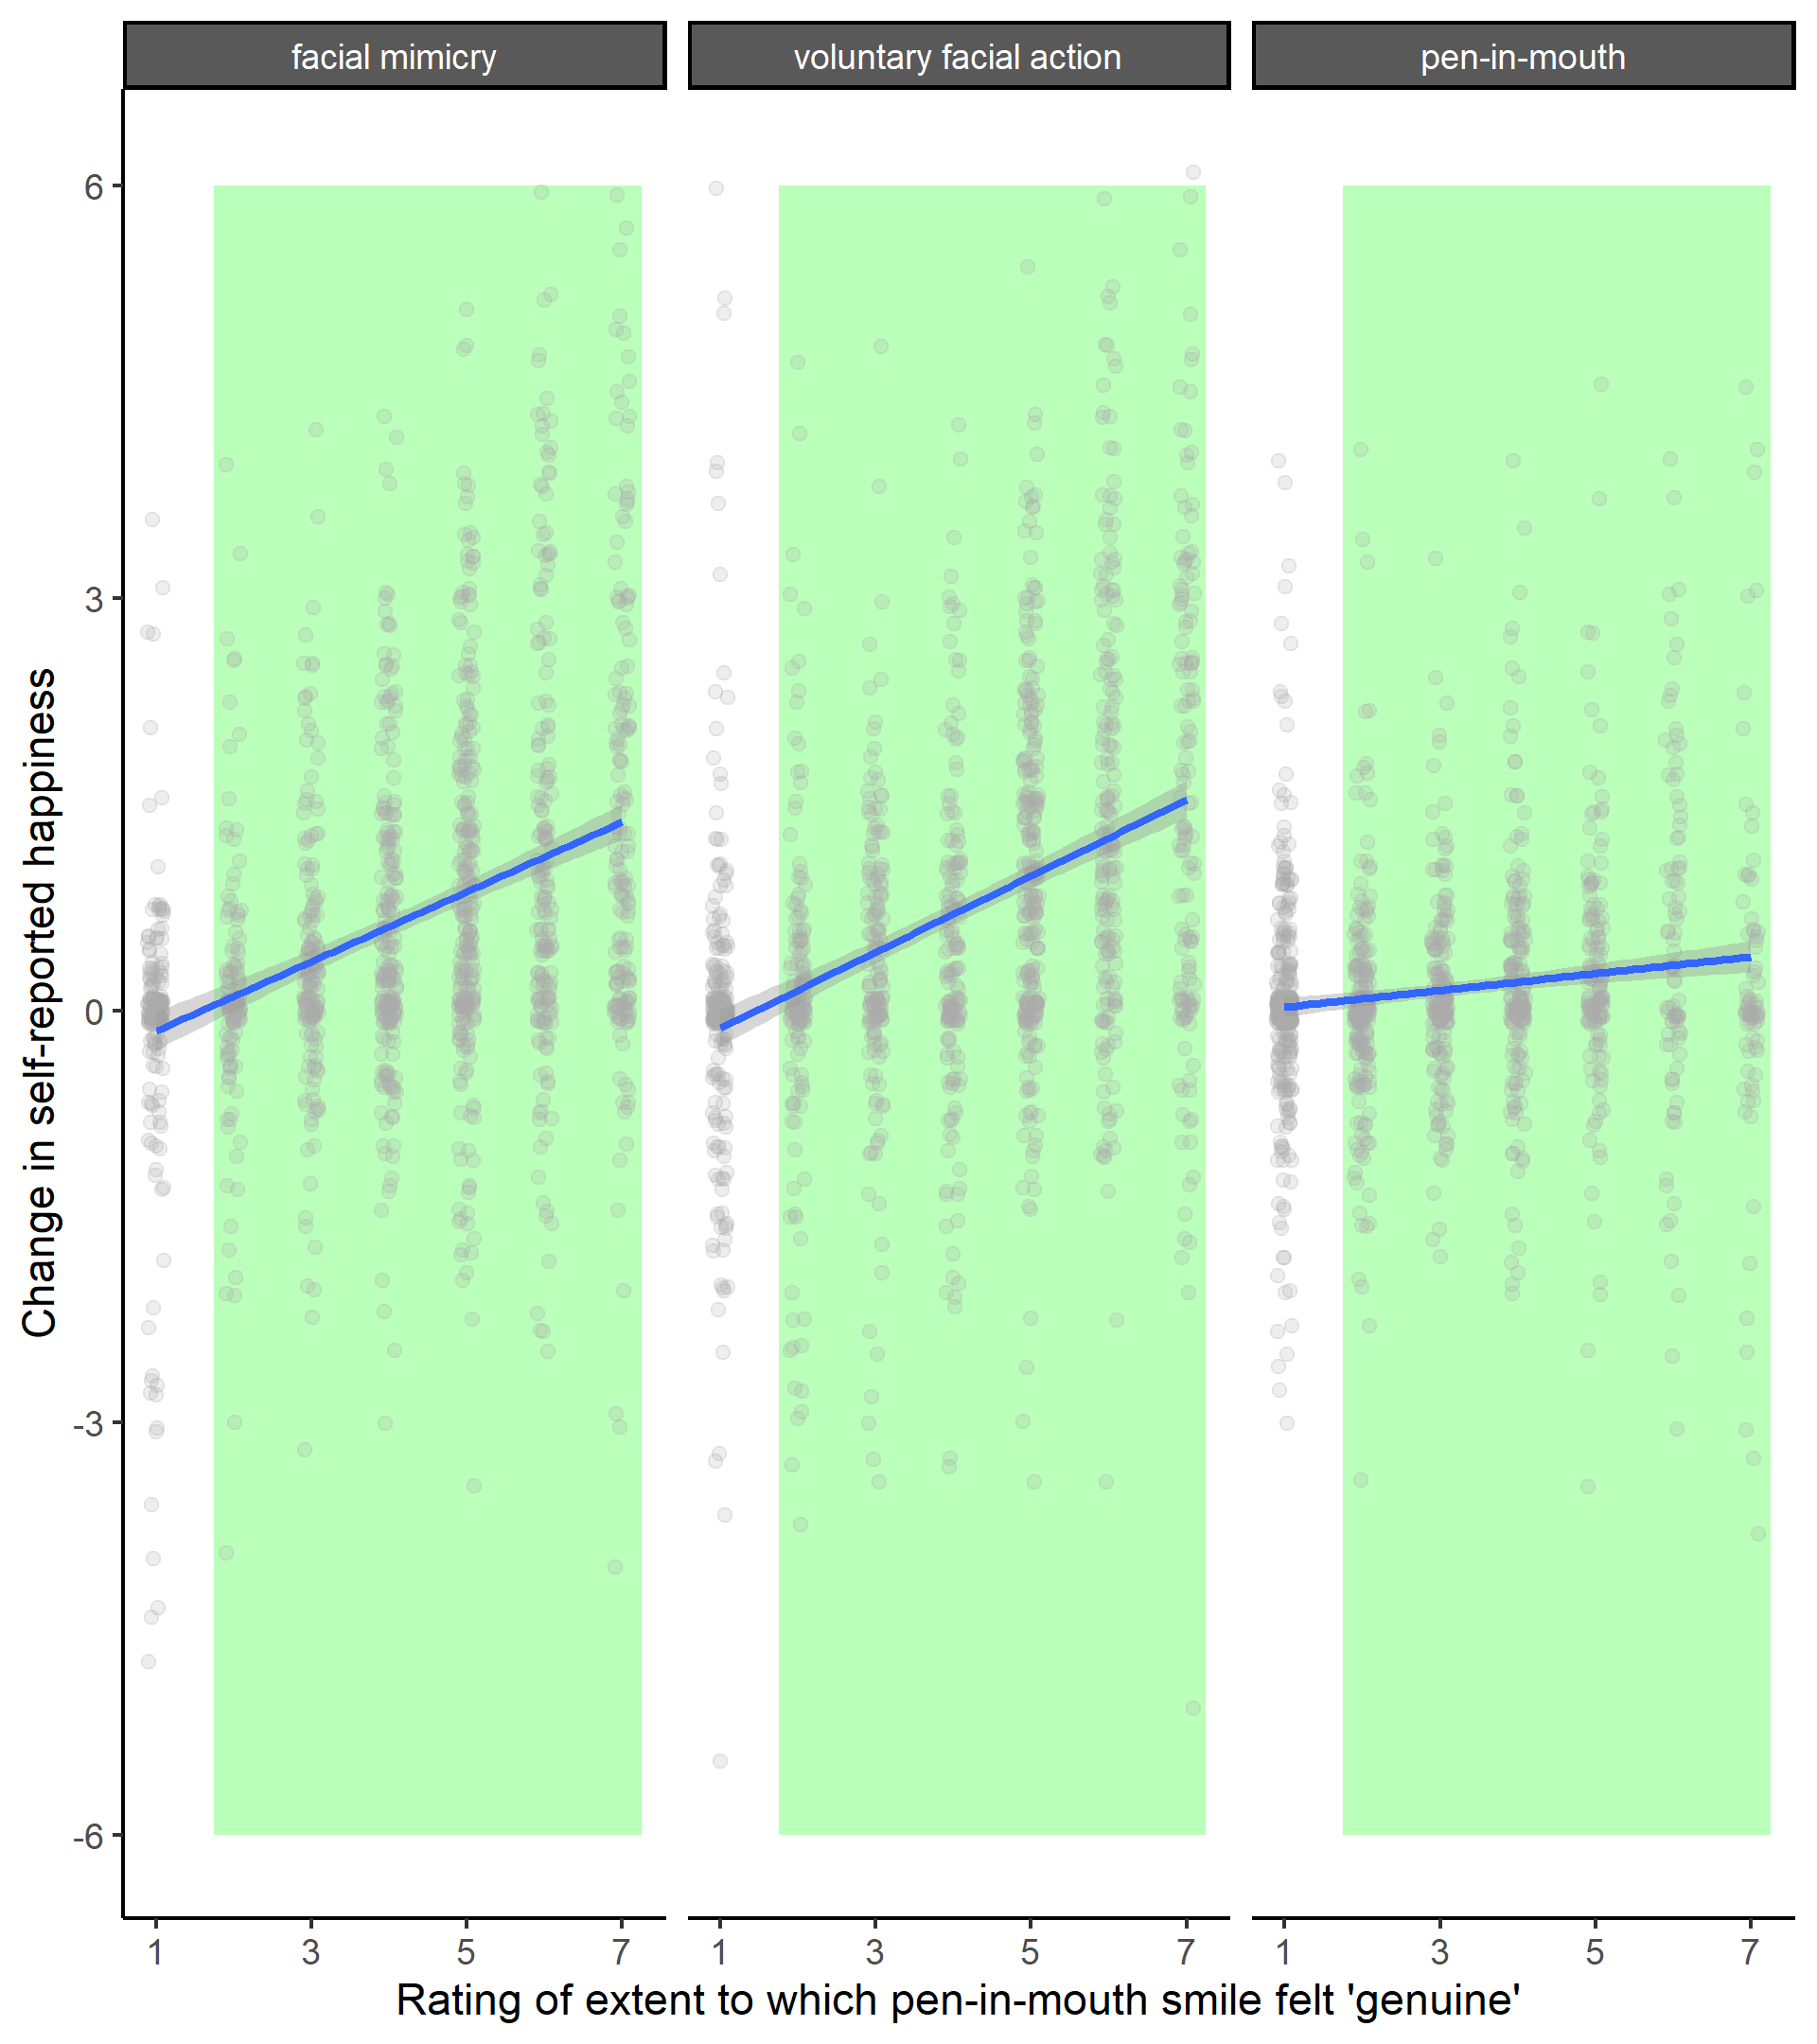 facial mimicry voluntary facial action pen-in-mouth
6
3
0
-3
-6
Change in self-reported happiness
1 3 5 7 1 3 5 7 1 3 5 7
Rating of extent to which pen-in-mouth smile felt 'genuine'